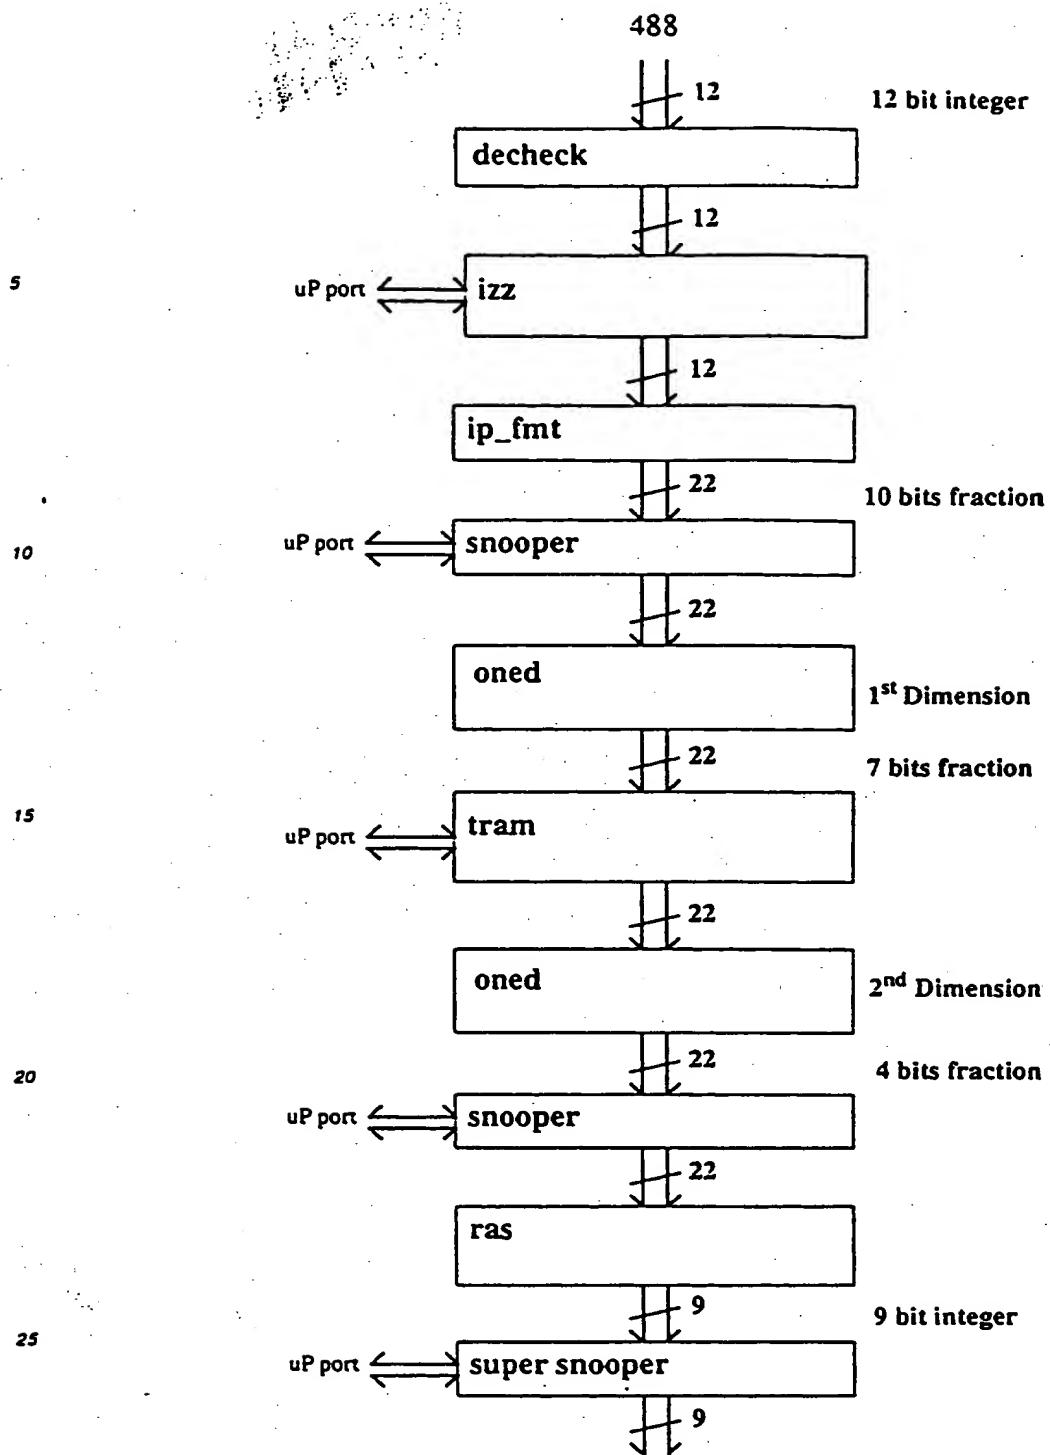 488
12
12 bit integer
decheck
12
5
uP port
izz
12
ip_fmt
22
10 bits fraction
10
uP port
snooper
22
oned
1st Dimension
22
7 bits fraction
15
uP port
tram
22
oned
2nd Dimension
22
4 bits fraction
20
uP port
snooper
22
ras
9
9 bit integer
25
uP port
super snooper
9